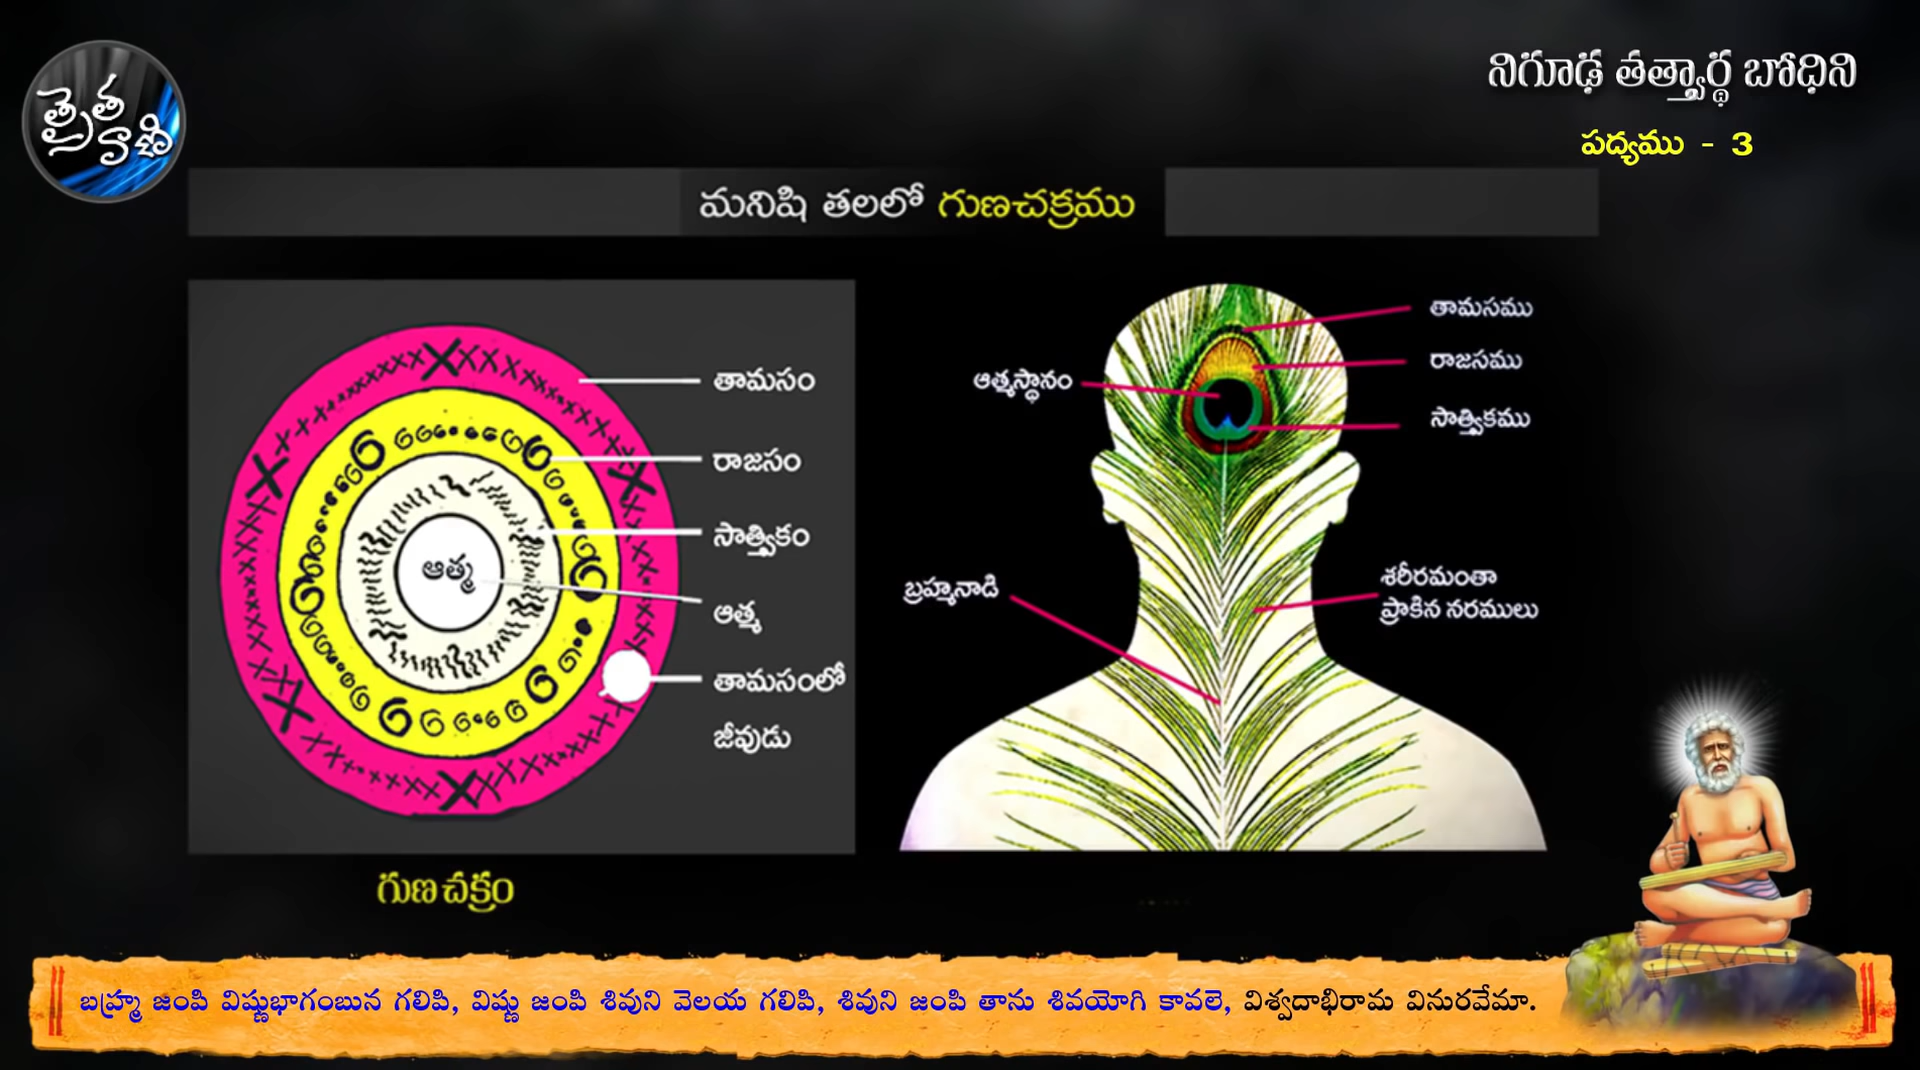 త్రైత
వాణి
నిగూఢ తత్త్వార్థ బోధిని
పద్యము - 3
మనిషి తలలో గుణచక్రము
తామసం
రాజసం
సాత్త్వికం
ఆత్మ
ఆత్మ
తామసంలో
జీవుడు
గుణచక్రం
తామసము
రాజసము
ఆత్మస్థానం
సాత్త్వికము
శరీరమంతా
ప్రాకిన నరములు
బ్రహ్మనాడి
బ్రహ్మ జంపి విష్ణుభాగంబున గలిపి, విష్ణు జంపి శివుని వెలయ గలిపి, శివుని జంపి తాను శివయోగి కావలె, విశ్వదాభిరామ వినురవేమా.